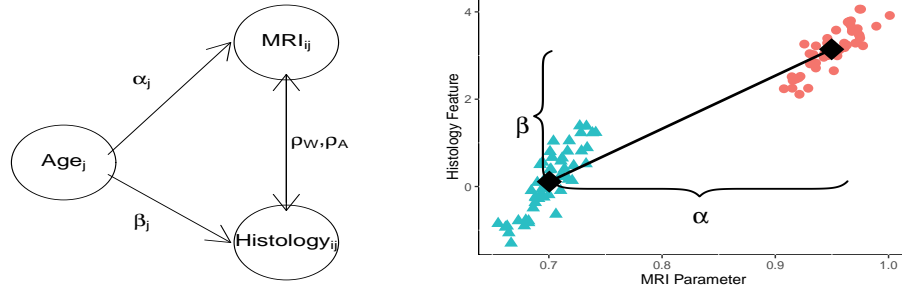 MRIij
αj
Agej
ρW,ρA
βj
Histologyij
Histology Feature
4
2
0
β
α
0.7
0.8
0.9
1.0
MRI Parameter